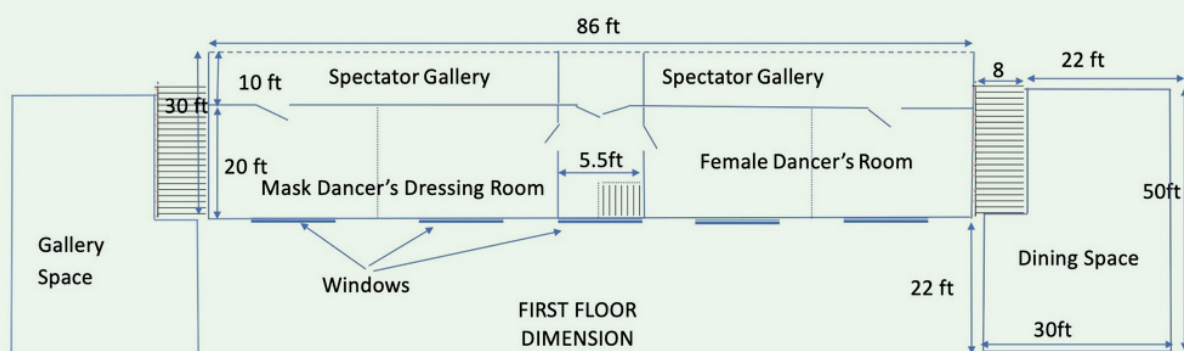 86 ft
10 ft
Spectator Gallery
Spectator Gallery
8
22 ft
30 ft
20 ft
Mask Dancer's Dressing Room
5.5ft
Female Dancer's Room
50ft
Gallery
Space
Windows
22 ft
Dining Space
FIRST FLOOR
DIMENSION
30ft